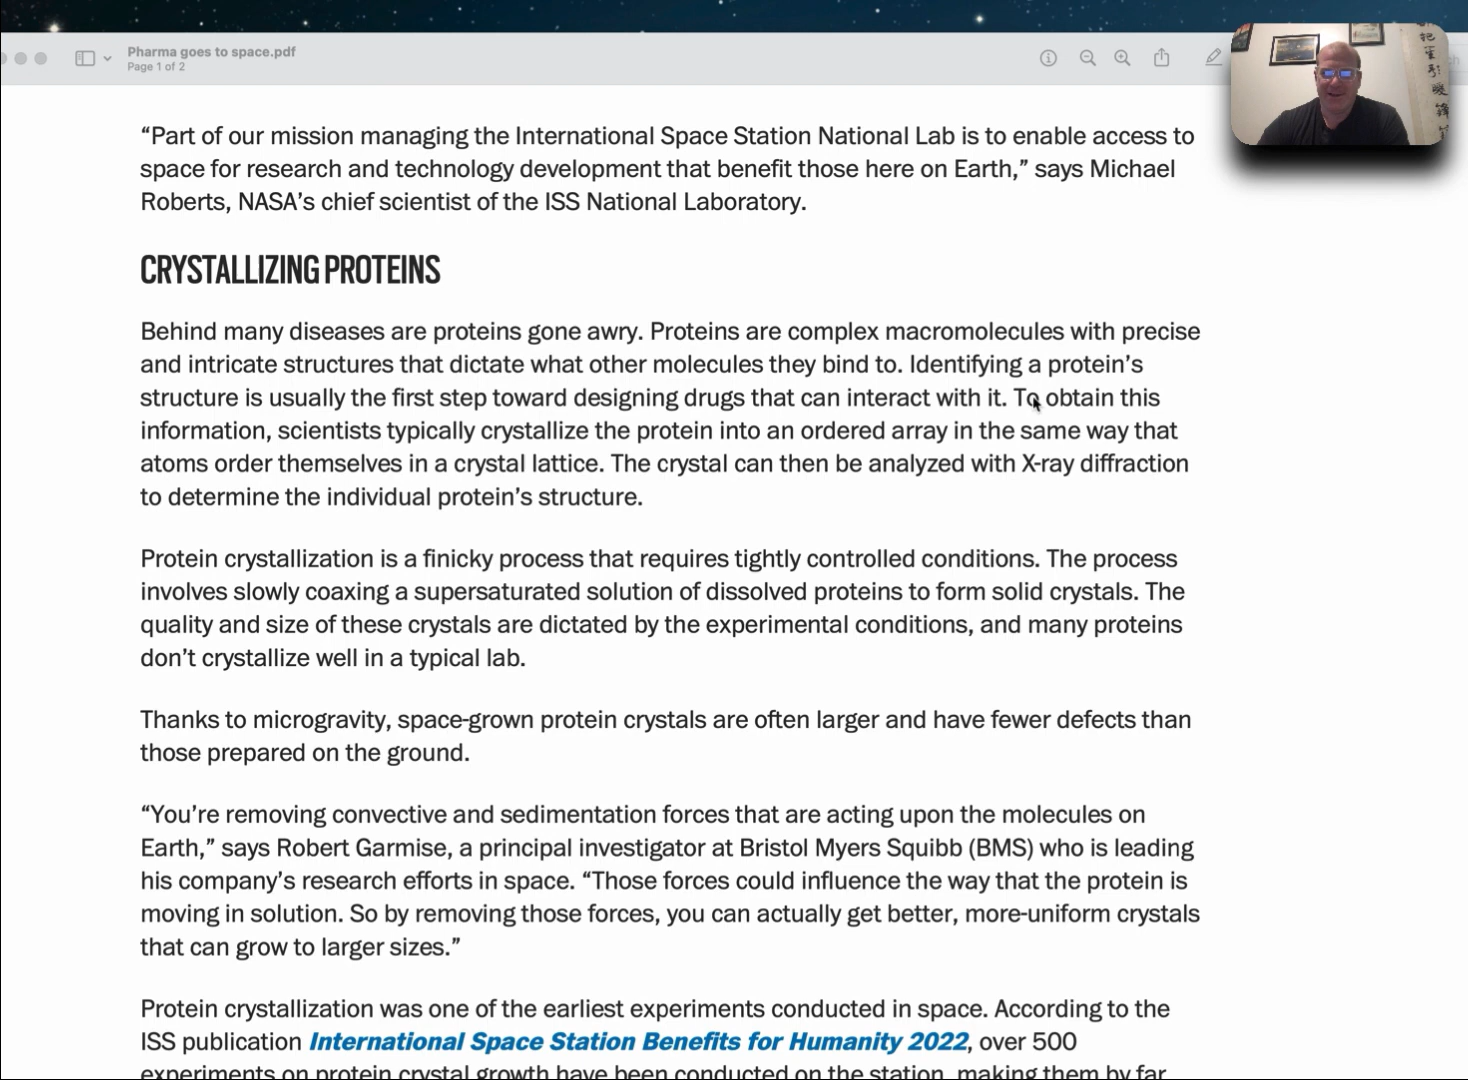 Pharma goes to space.pdf
Page 1 of 2
“Part of our mission managing the International Space Station National Lab is to enable access to
space for research and technology development that benefit those here on Earth,” says Michael
Roberts, NASA’s chief scientist of the ISS National Laboratory.
CRYSTALLIZING PROTEINS
Behind many diseases are proteins gone awry. Proteins are complex macromolecules with precise
and intricate structures that dictate what other molecules they bind to. Identifying a protein’s
structure is usually the first step toward designing drugs that can interact with it. To obtain this
information, scientists typically crystallize the protein into an ordered array in the same way that
atoms order themselves in a crystal lattice. The crystal can then be analyzed with X-ray diffraction
to determine the individual protein’s structure.
Protein crystallization is a finicky process that requires tightly controlled conditions. The process
involves slowly coaxing a supersaturated solution of dissolved proteins to form solid crystals. The
quality and size of these crystals are dictated by the experimental conditions, and many proteins
don’t crystallize well in a typical lab.
Thanks to microgravity, space-grown protein crystals are often larger and have fewer defects than
those prepared on the ground.
“You’re removing convective and sedimentation forces that are acting upon the molecules on
Earth,” says Robert Garmise, a principal investigator at Bristol Myers Squibb (BMS) who is leading
his company’s research efforts in space. “Those forces could influence the way that the protein is
moving in solution. So by removing those forces, you can actually get better, more-uniform crystals
that can grow to larger sizes.”
Protein crystallization was one of the earliest experiments conducted in space. According to the
ISS publication International Space Station Benefits for Humanity 2022, over 500
experiments on protein crystal growth have been conducted on the station, making them by far